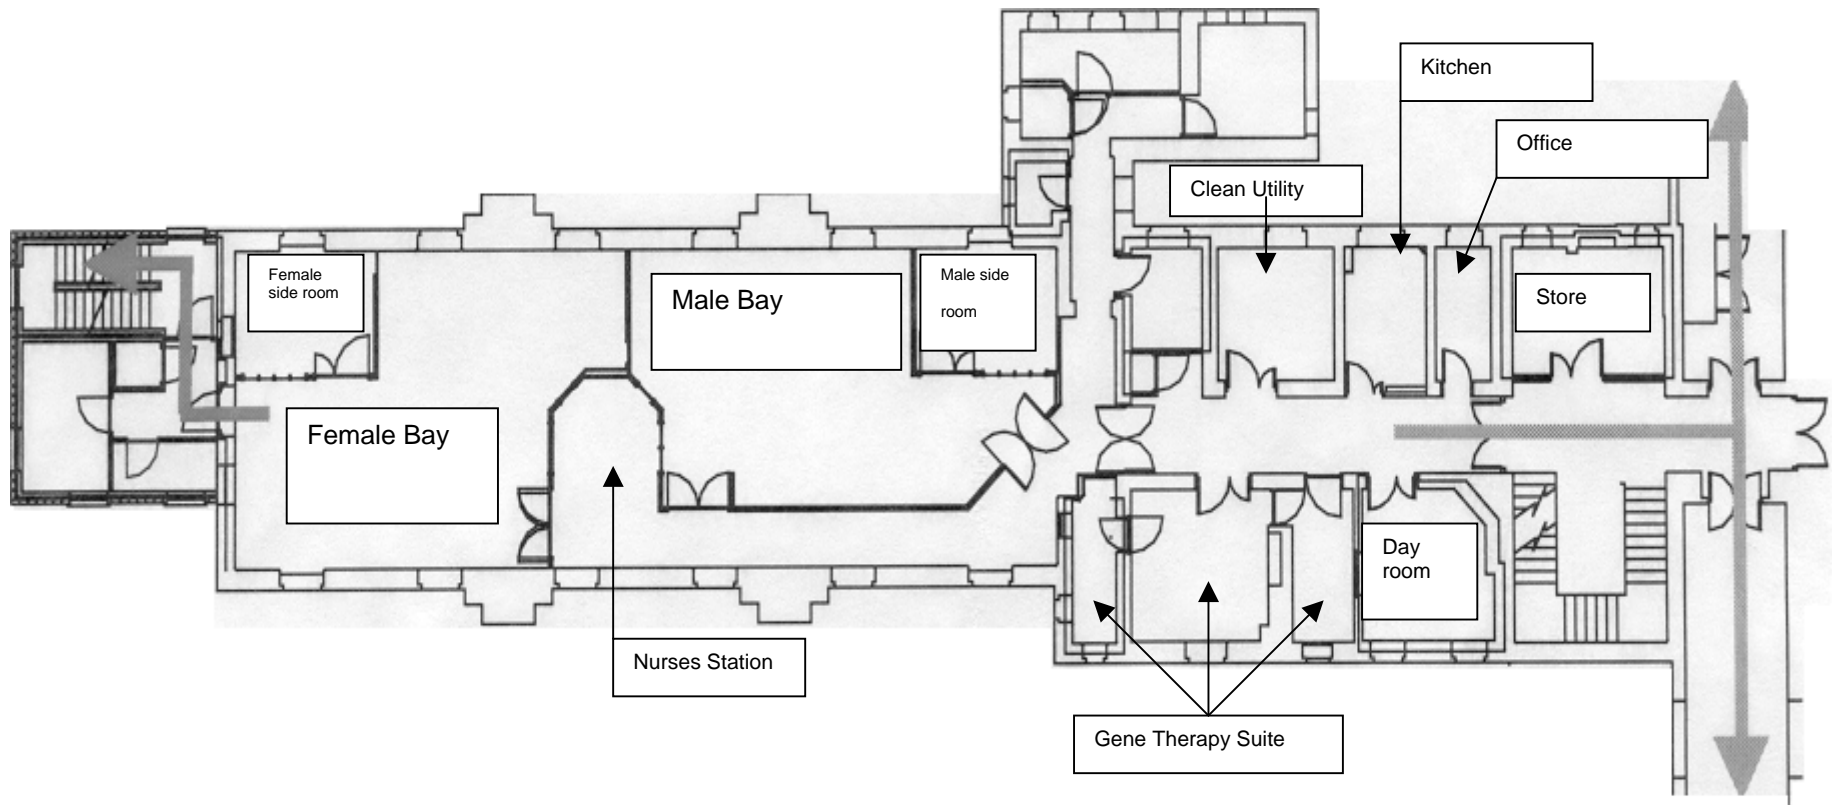 Kitchen
Office
Clean Utility
Female
side room
Male Bay
Male side
room
Store
Female Bay
Day
room
Nurses Station
Gene Therapy Suite